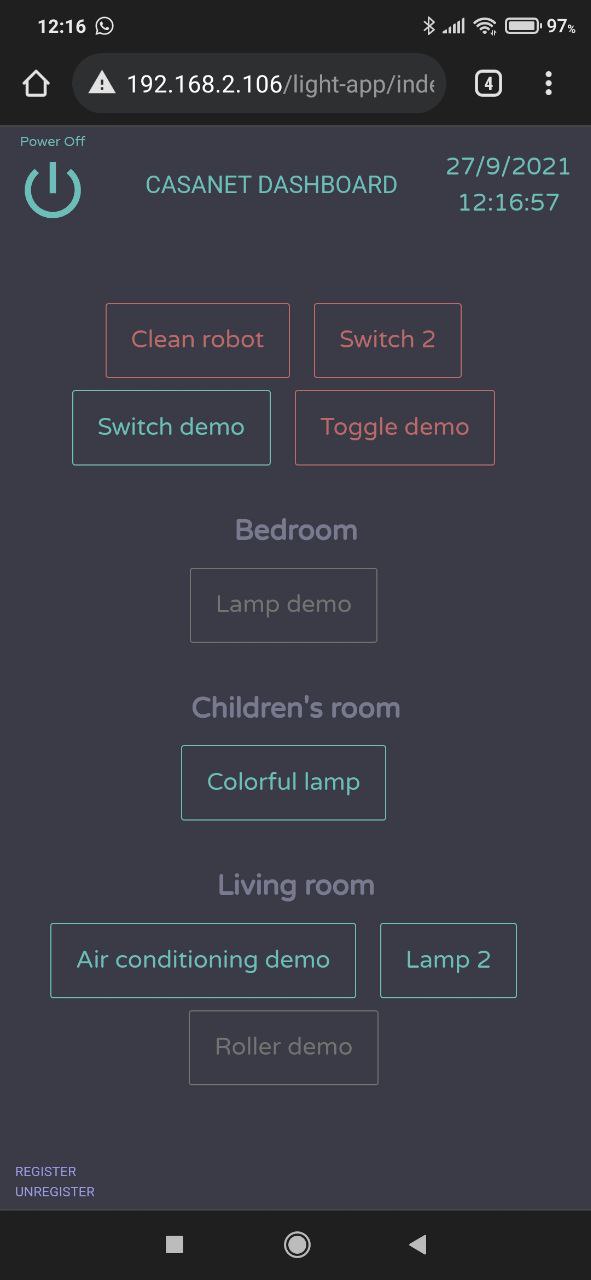 12:16 97%
192.168.2.106/light-app/inde 4
Power Off
CASANET DASHBOARD
27/9/2021
12:16:57
Clean robot Switch 2
Switch demo Toggle demo
Bedroom
Lamp demo
Children's room
Colorful lamp
Living room
Air conditioning demo Lamp 2
Roller demo
REGISTER
UNREGISTER